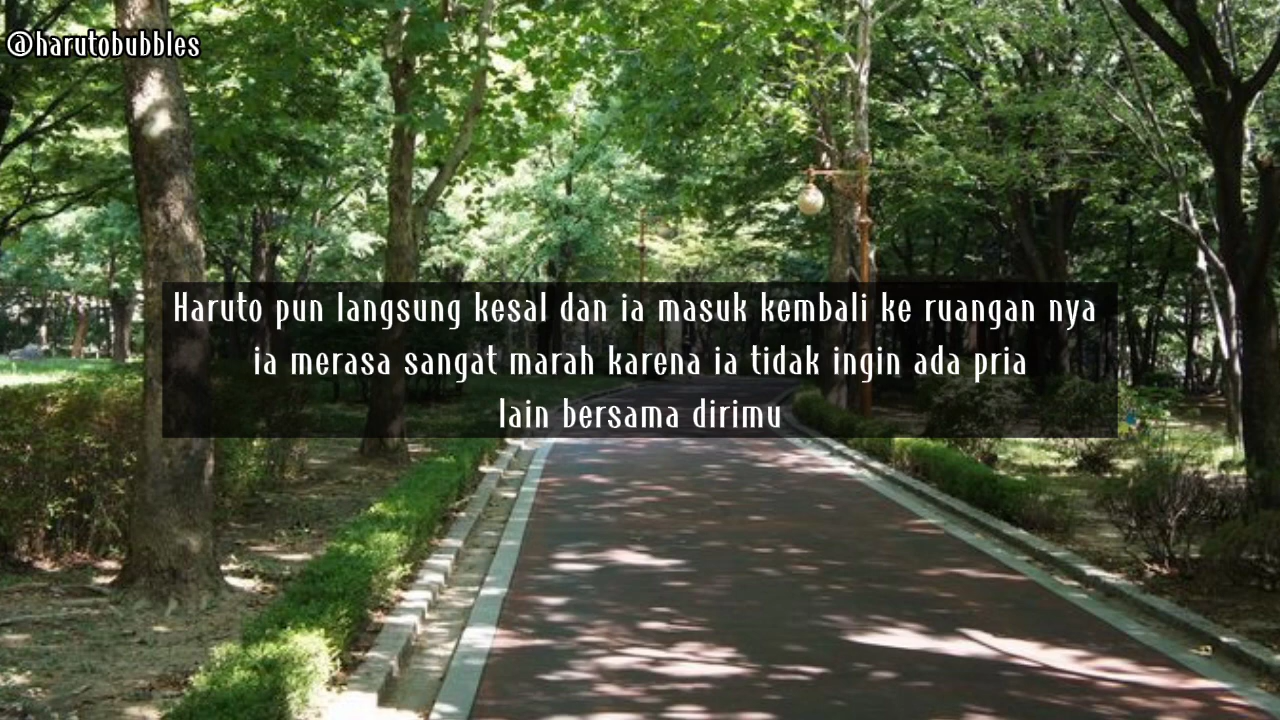 @harutobubbles
Haruto pun langsung kesal dan ia masuk kembali ke ruangan nya
ia merasa sangat marah karena ia tidak ingin ada pria
lain bersama dirimu